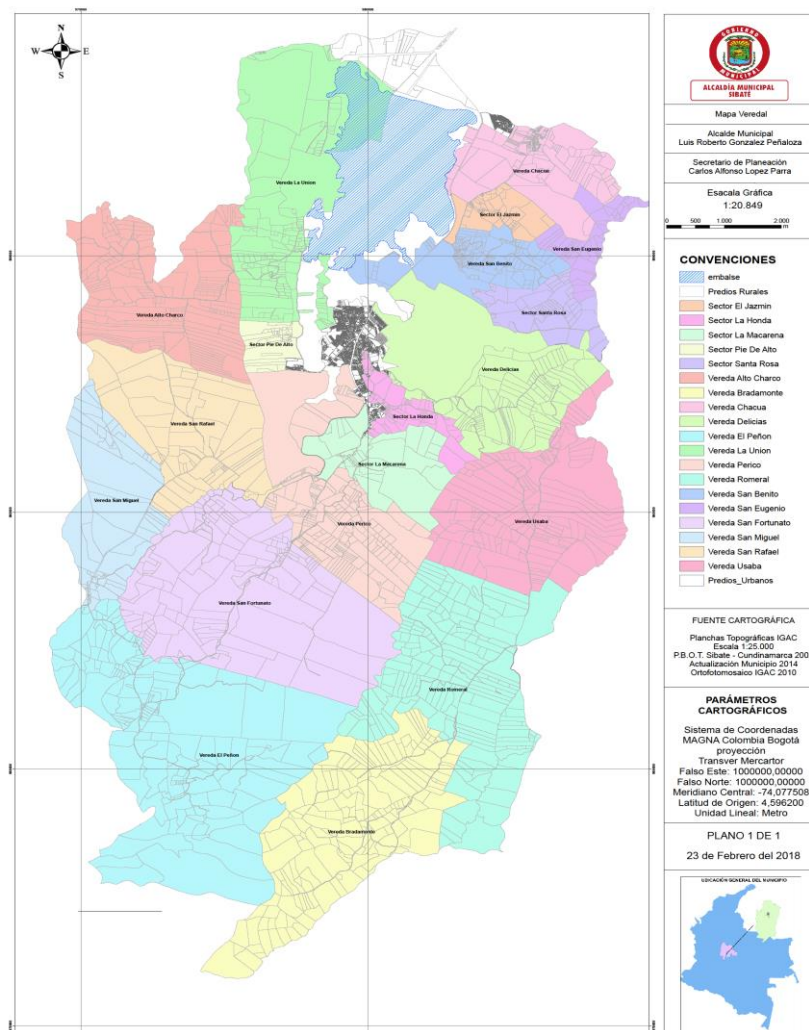 N
W
E
S
GOBIERNO
MUNICIPAL
ALCALDÍA MUNICIPAL
SIBATÉ
Mapa Veredal
Alcalde Municipal
Luis Roberto Gonzalez Peñaloza
Secretario de Planeación
Carlos Alfonso Lopez Parra
Esacala Gráfica
1:20.849
0 500 1.000 2.000
m
CONVENCIONES
embalse
Predios Rurales
Sector El Jazmin
Sector La Honda
Sector La Macarena
Sector Pie De Alto
Sector Santa Rosa
Vereda Alto Charco
Vereda Bradamonte
Vereda Chacua
Vereda Delicias
Vereda El Peñon
Vereda La Union
Vereda Perico
Vereda Romeral
Vereda San Benito
Vereda San Eugenio
Vereda San Fortunato
Vereda San Miguel
Vereda San Rafael
Vereda Usaba
Predios_Urbanos
FUENTE CARTOGRÁFICA
Planchas Topográficas IGAC
Escala 1:25.000
P.B.O.T. Sibate - Cundinamarca 200
Actualización Municipio 2014
Ortofotomosaico IGAC 2010
PARÁMETROS
CARTOGRÁFICOS
Sistema de Coordenadas
MAGNA Colombia Bogotá
proyección
Transver Mercartor
Falso Este: 1000000,00000
Falso Norte: 1000000,00000
Meridiano Central: -74,077508
Latitud de Origen: 4,596200
Unidad Lineal: Metro
PLANO 1 DE 1
23 de Febrero del 2018
UBICACIÓN GENERAL DEL MUNICIPIO
Vereda Chacua
Vereda La Union
Sector El Jazmin
Vereda San Eugenio
Vereda San Benito
Sector Santa Rosa
Vereda Alto Charco
Sector Pie De Alto
Vereda Delicias
Sector La Honda
Vereda San Rafael
Sector La Macarena
Vereda San Miguel
Vereda Perico
Vereda Usaba
Vereda San Fortunato
Vereda Romeral
Vereda El Peñon
Vereda Bradamonte